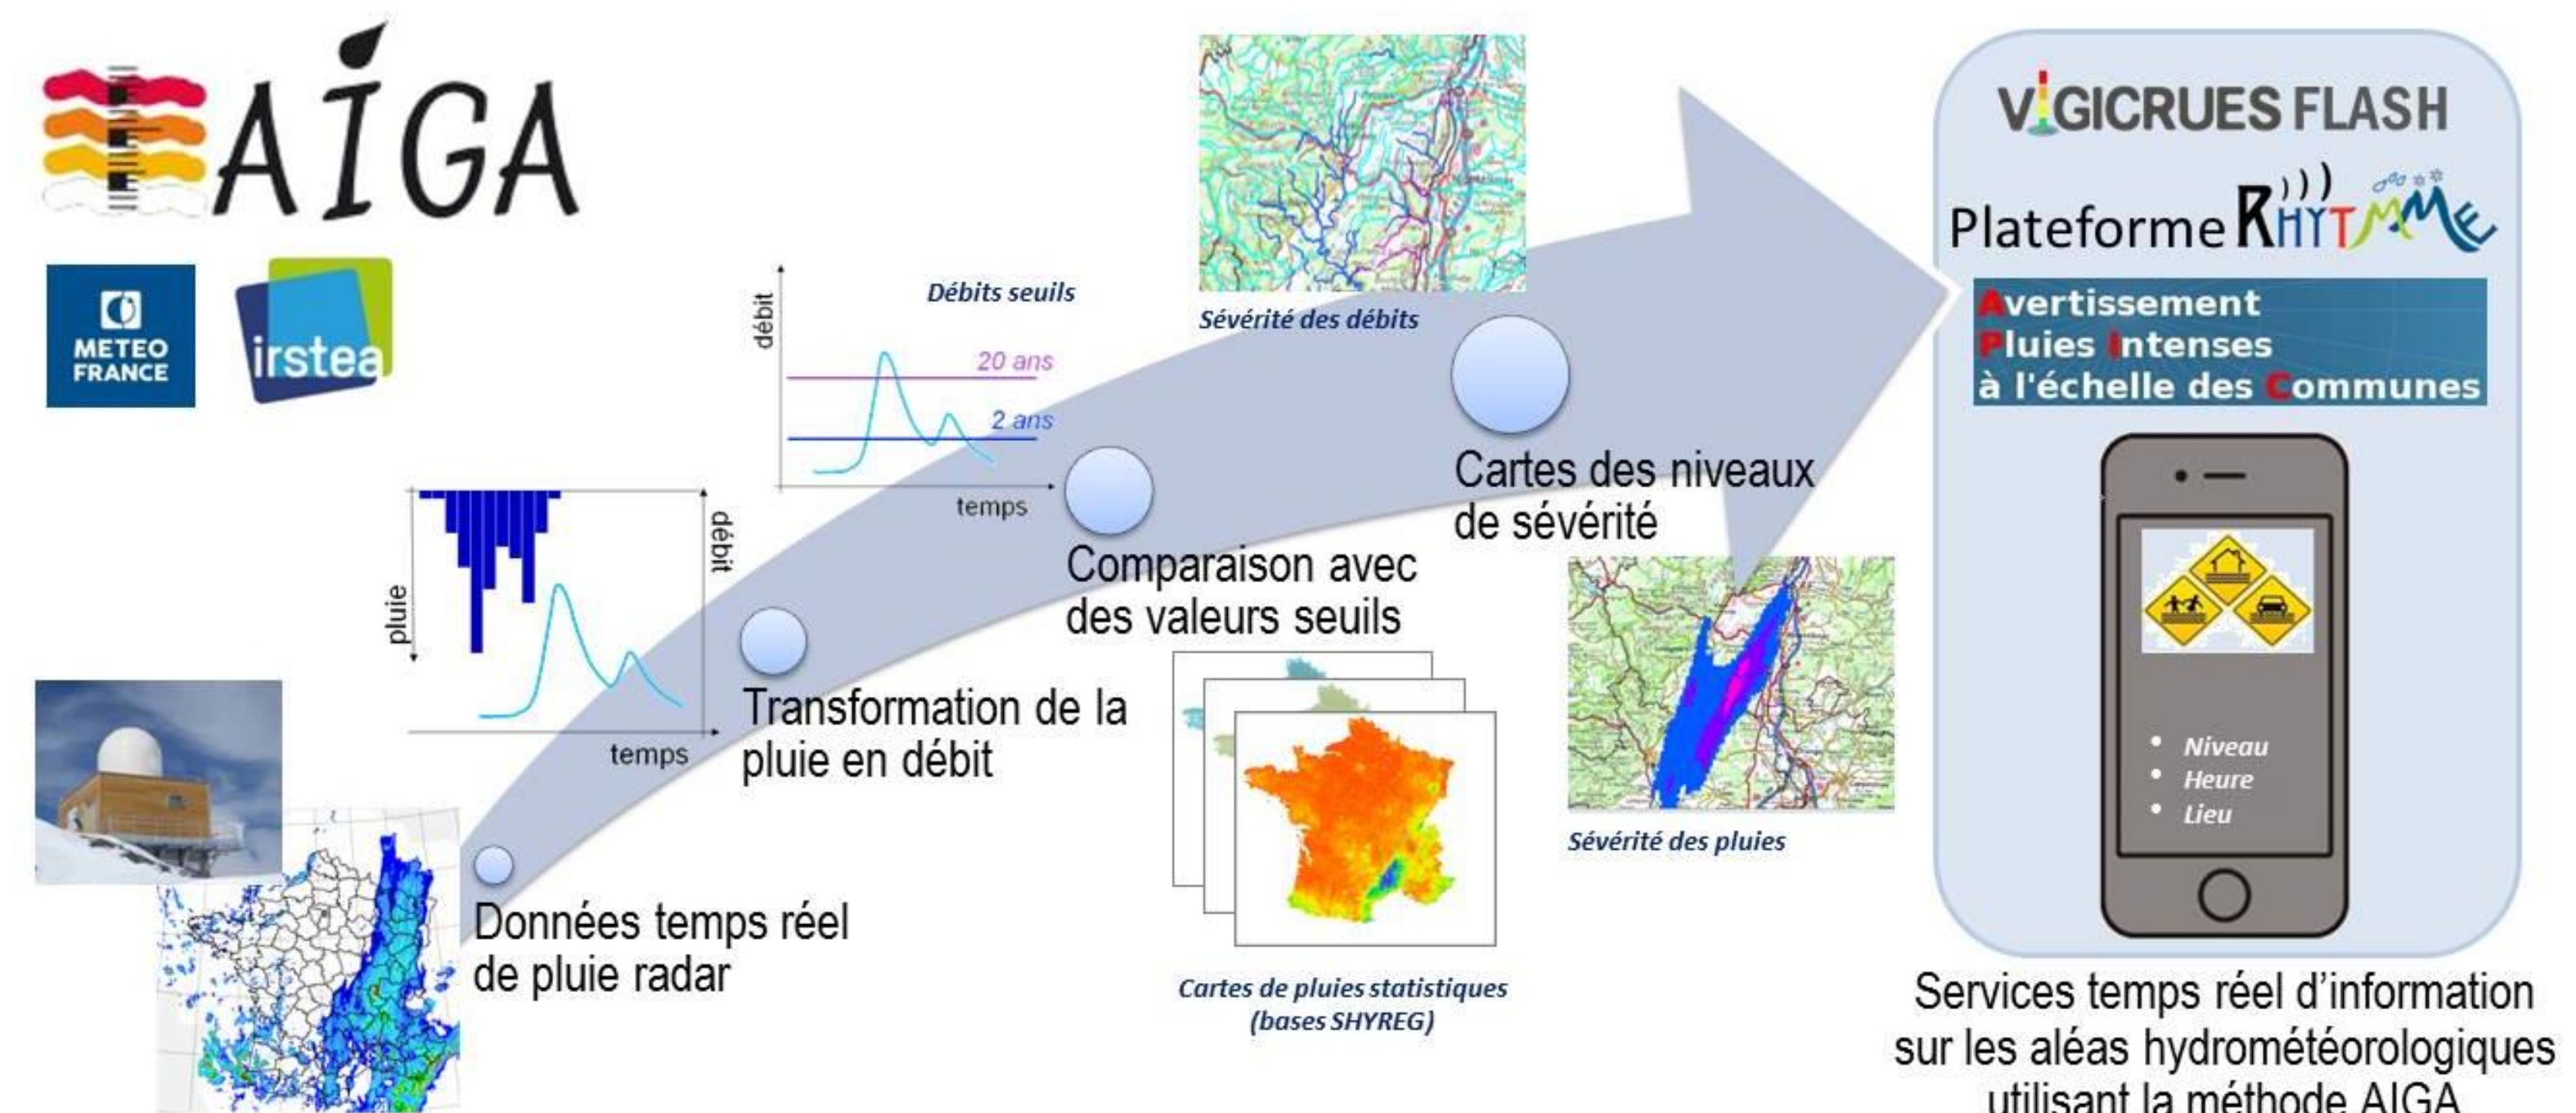 AÍGA
METEO
FRANCE
irstea
pluie
débit
temps
Données temps réel
de pluie radar
Transformation de la
pluie en débit
débit
Débits seuils
20 ans
2 ans
temps
Comparaison avec
des valeurs seuils
Cartes de pluies statistiques
(bases SHYREG)
Sévérité des débits
Cartes des niveaux
de sévérité
Sévérité des pluies
VIGICRUES FLASH
Plateforme RHYTMME
Avertissement
Pluies Intenses
à l'échelle des Communes
• Niveau
• Heure
• Lieu
Services temps réel d’information
sur les aléas hydrométéorologiques
utilisant la méthode AIGA